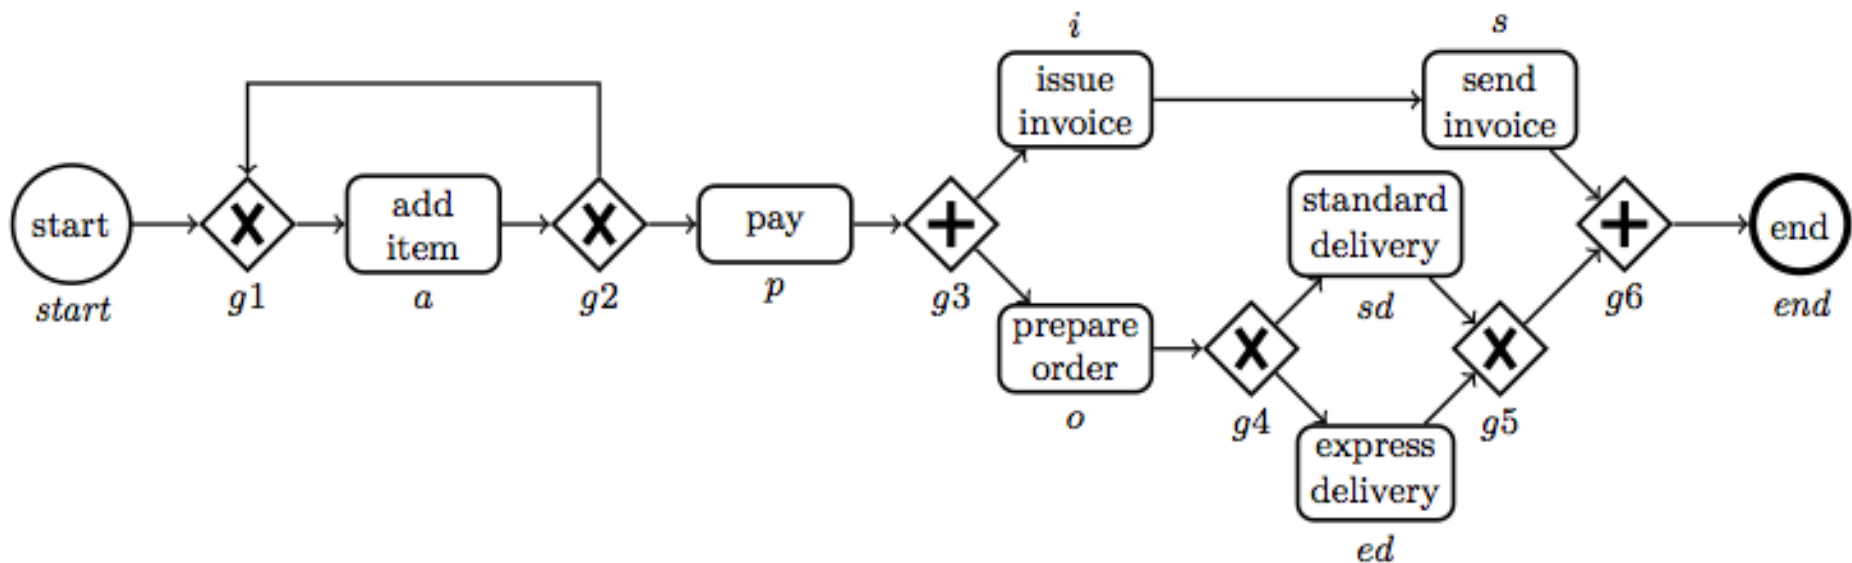 start
start
g1
add
item
a
g2
pay
p
g3
i
issue
invoice
s
send
invoice
prepare
order
o
g4
standard
delivery
sd
express
delivery
ed
g5
g6
end
end